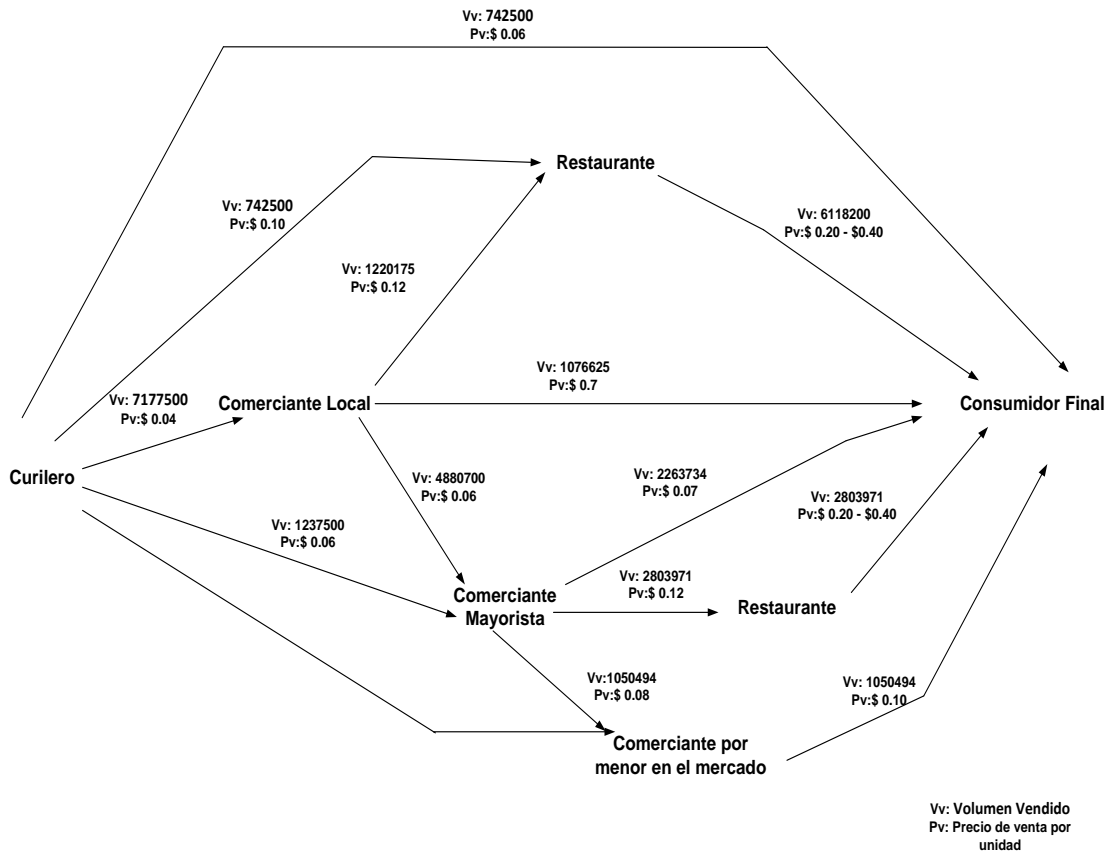 Vv: 742500
Pv:$ 0.06
Restaurante
Vv: 742500
Pv:$ 0.10
Vv: 6118200
Pv:$ 0.20 - $0.40
Vv: 1220175
Pv:$ 0.12
Vv: 1076625
Pv:$ 0.7
Vv: 7177500
Pv:$ 0.04
Comerciante Local
Consumidor Final
Curilero
Vv: 4880700
Pv:$ 0.06
Vv: 2263734
Pv:$ 0.07
Vv: 2803971
Pv:$ 0.20 - $0.40
Vv: 1237500
Pv:$ 0.06
Comerciante
Mayorista
Vv: 2803971
Pv:$ 0.12
Restaurante
Vv:1050494
Pv:$ 0.08
Vv: 1050494
Pv:$ 0.10
Comerciante por
menor en el mercado
Vv: Volumen Vendido
Pv: Precio de venta por
unidad